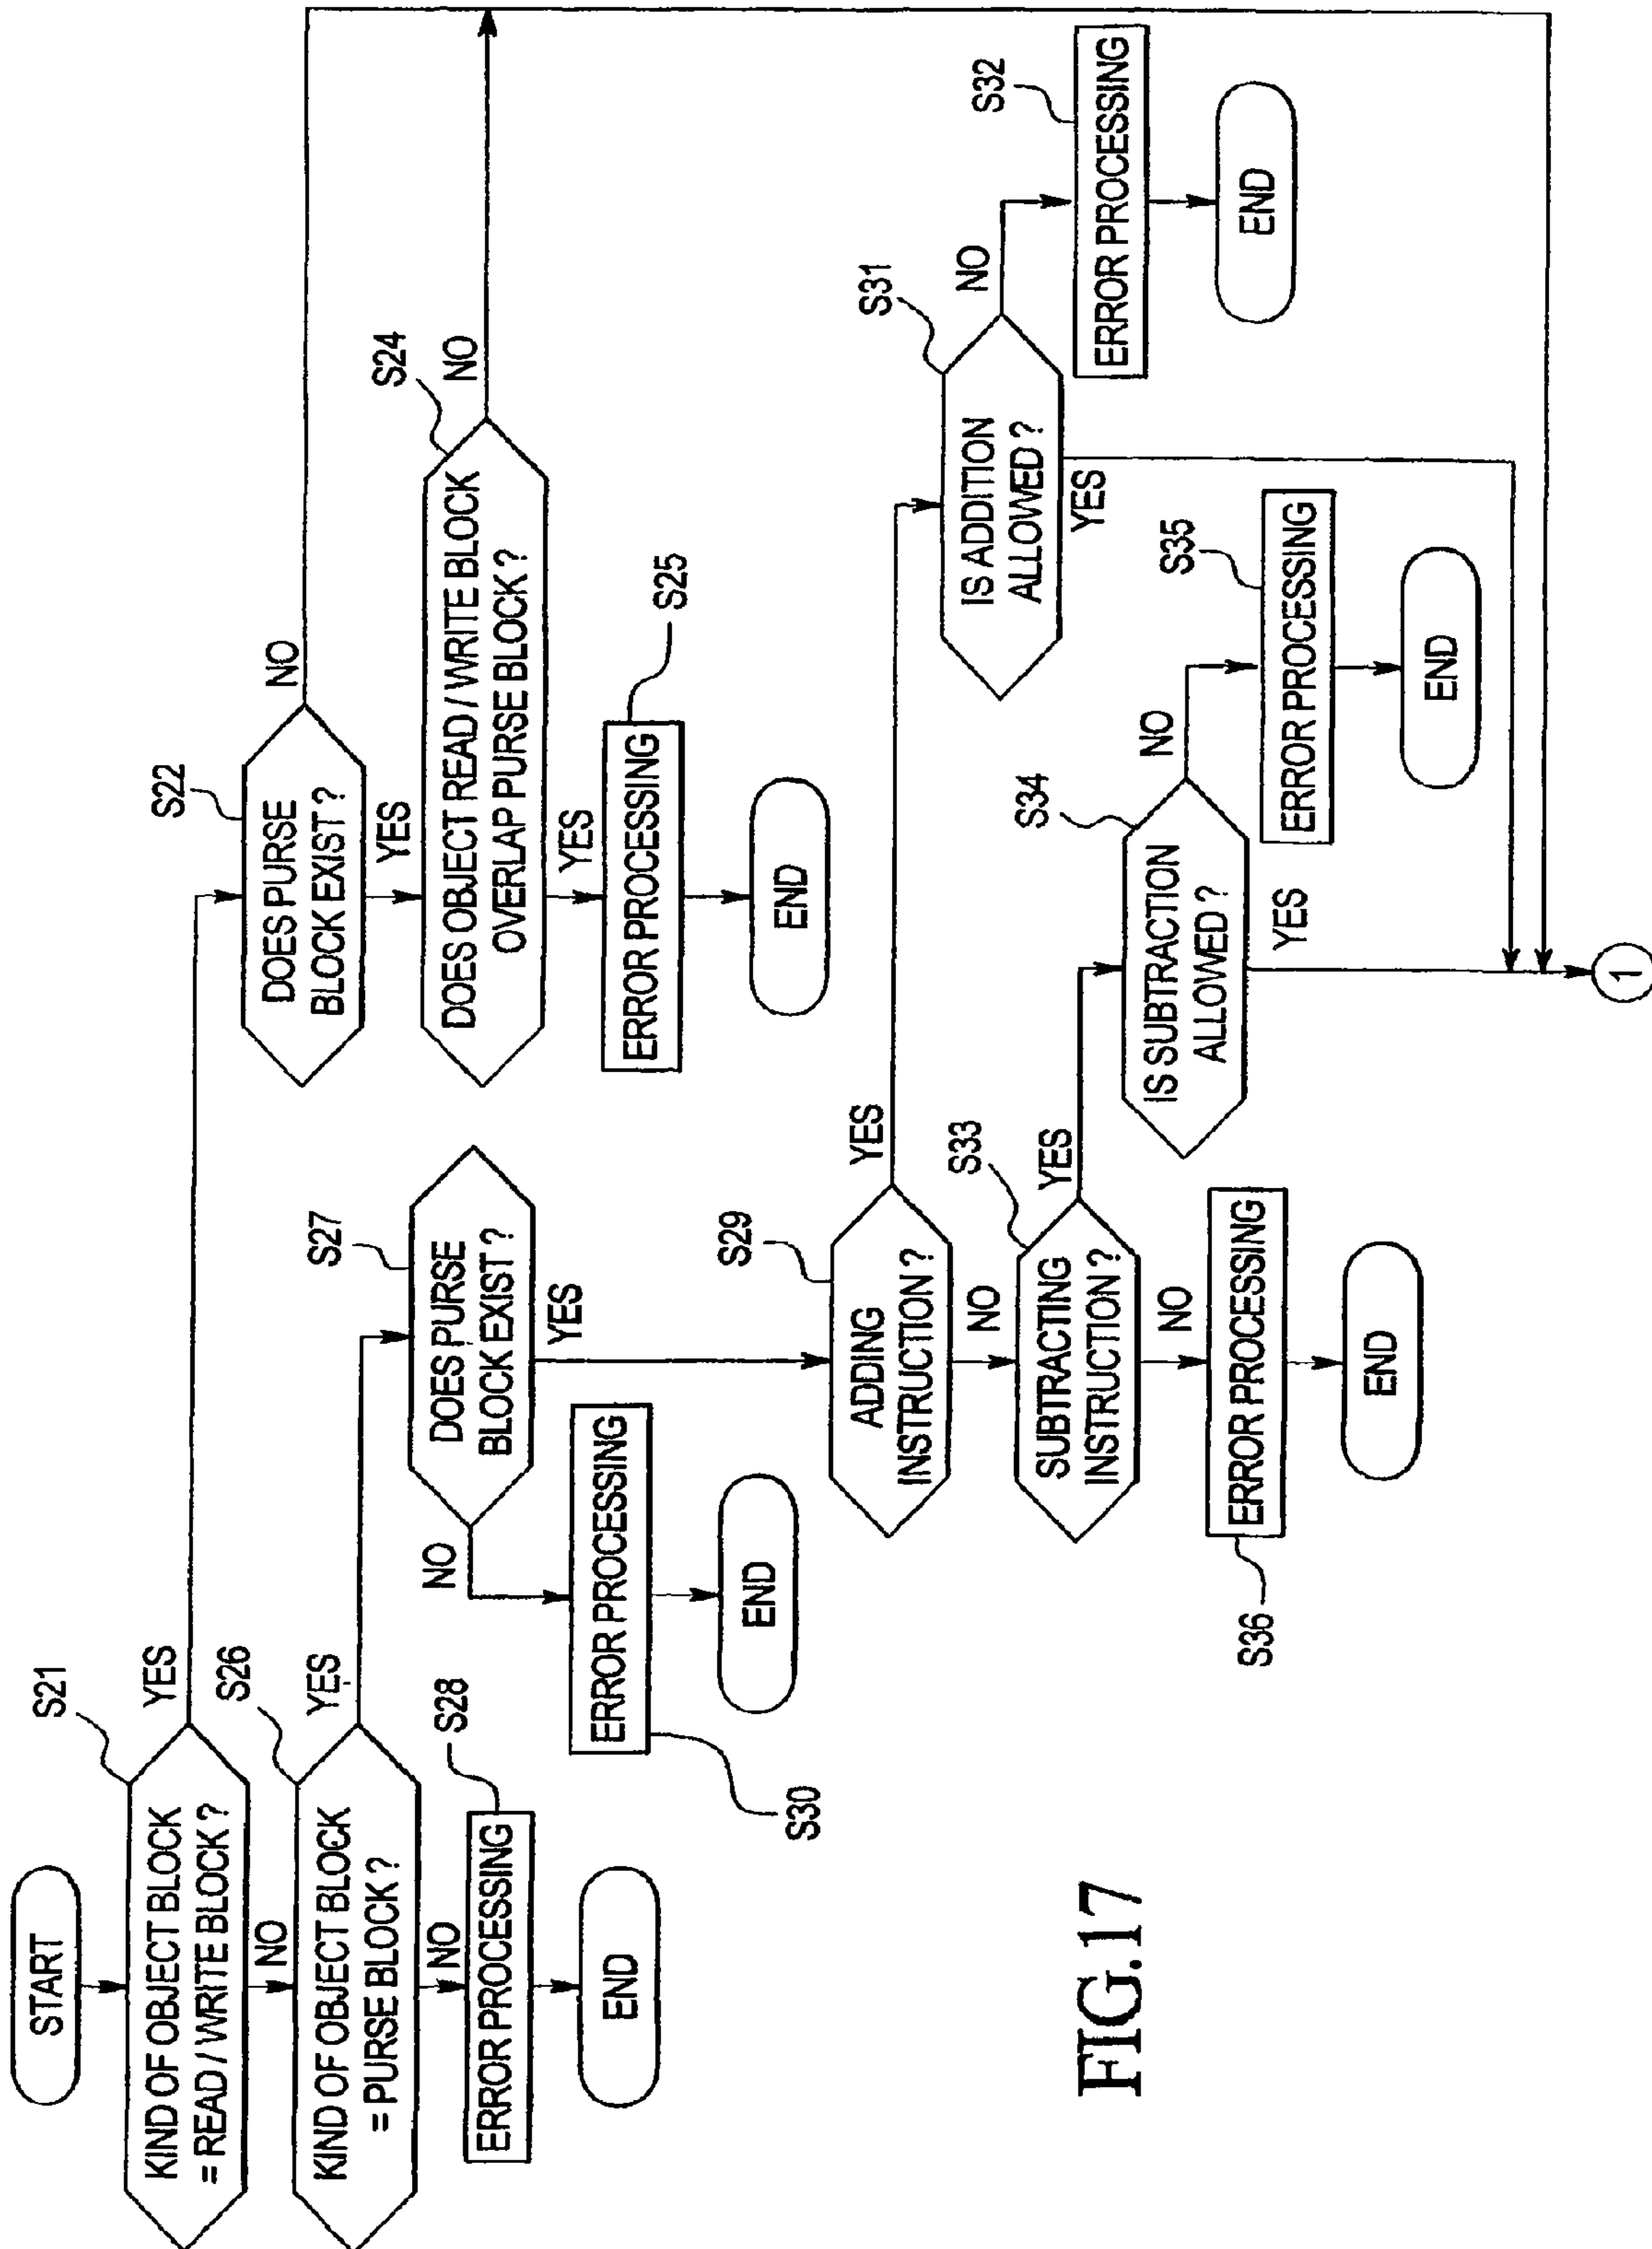 START
S21
KIND OF OBJECT BLOCK
= READ / WRITE BLOCK ?
YES
NO
S26
KIND OF OBJECT BLOCK
= PURSE BLOCK ?
YES
NO
S28
ERROR PROCESSING
END
S22
DOES PURSE
BLOCK EXIST ?
NO
YES
S24
DOES OBJECT READ / WRITE BLOCK
OVERLAP PURSE BLOCK ?
NO
YES
S25
ERROR PROCESSING
END
S27
DOES PURSE
BLOCK EXIST ?
NO
YES
ERROR PROCESSING
S30
END
S29
ADDING
INSTRUCTION ?
YES
NO
S33
SUBTRACTING
INSTRUCTION ?
YES
NO
ERROR PROCESSING
S36
END
S31
IS ADDITION
ALLOWED ?
NO
YES
S32
ERROR PROCESSING
END
S34
IS SUBTRACTION
ALLOWED ?
NO
YES
S35
ERROR PROCESSING
END
1
FIG.17